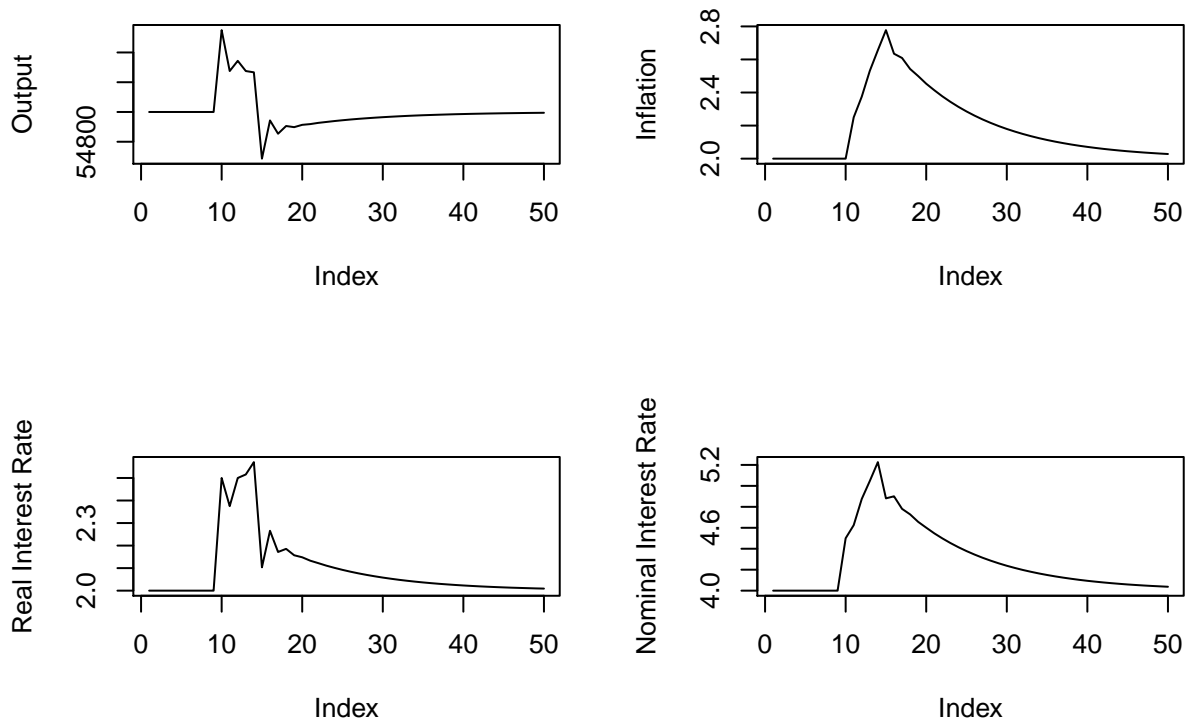 Output
54800
0 10 20 30 40 50
Index
Inflation
2.0 2.4 2.8
0 10 20 30 40 50
Index
Real Interest Rate
2.0 2.3
0 10 20 30 40 50
Index
Nominal Interest Rate
4.0 4.6 5.2
0 10 20 30 40 50
Index